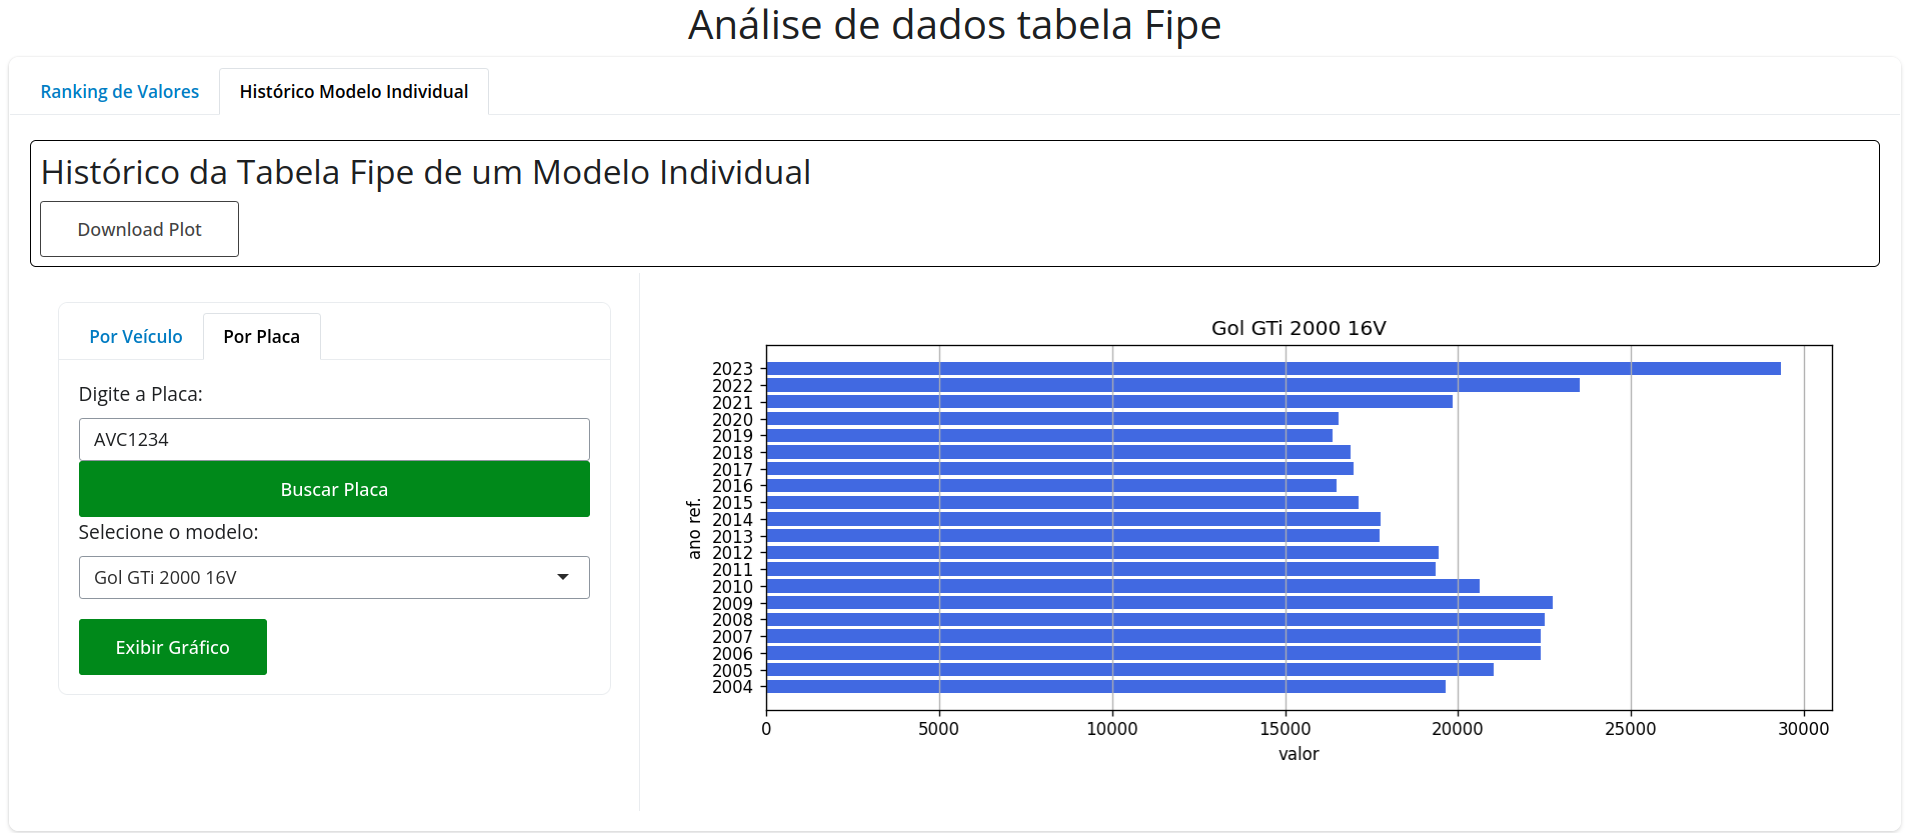 Análise de dados tabela Fipe
Ranking de Valores
Histórico Modelo Individual
Histórico da Tabela Fipe de um Modelo Individual
Download Plot
Por Veículo
Por Placa
Digite a Placa:
AVC1234
Buscar Placa
Selecione o modelo:
Gol GTi 2000 16V
Exibir Gráfico
Gol GTi 2000 16V
ano ref.
2023
2022
2021
2020
2019
2018
2017
2016
2015
2014
2013
2012
2011
2010
2009
2008
2007
2006
2005
2004
0 5000 10000 15000 20000 25000 30000
valor